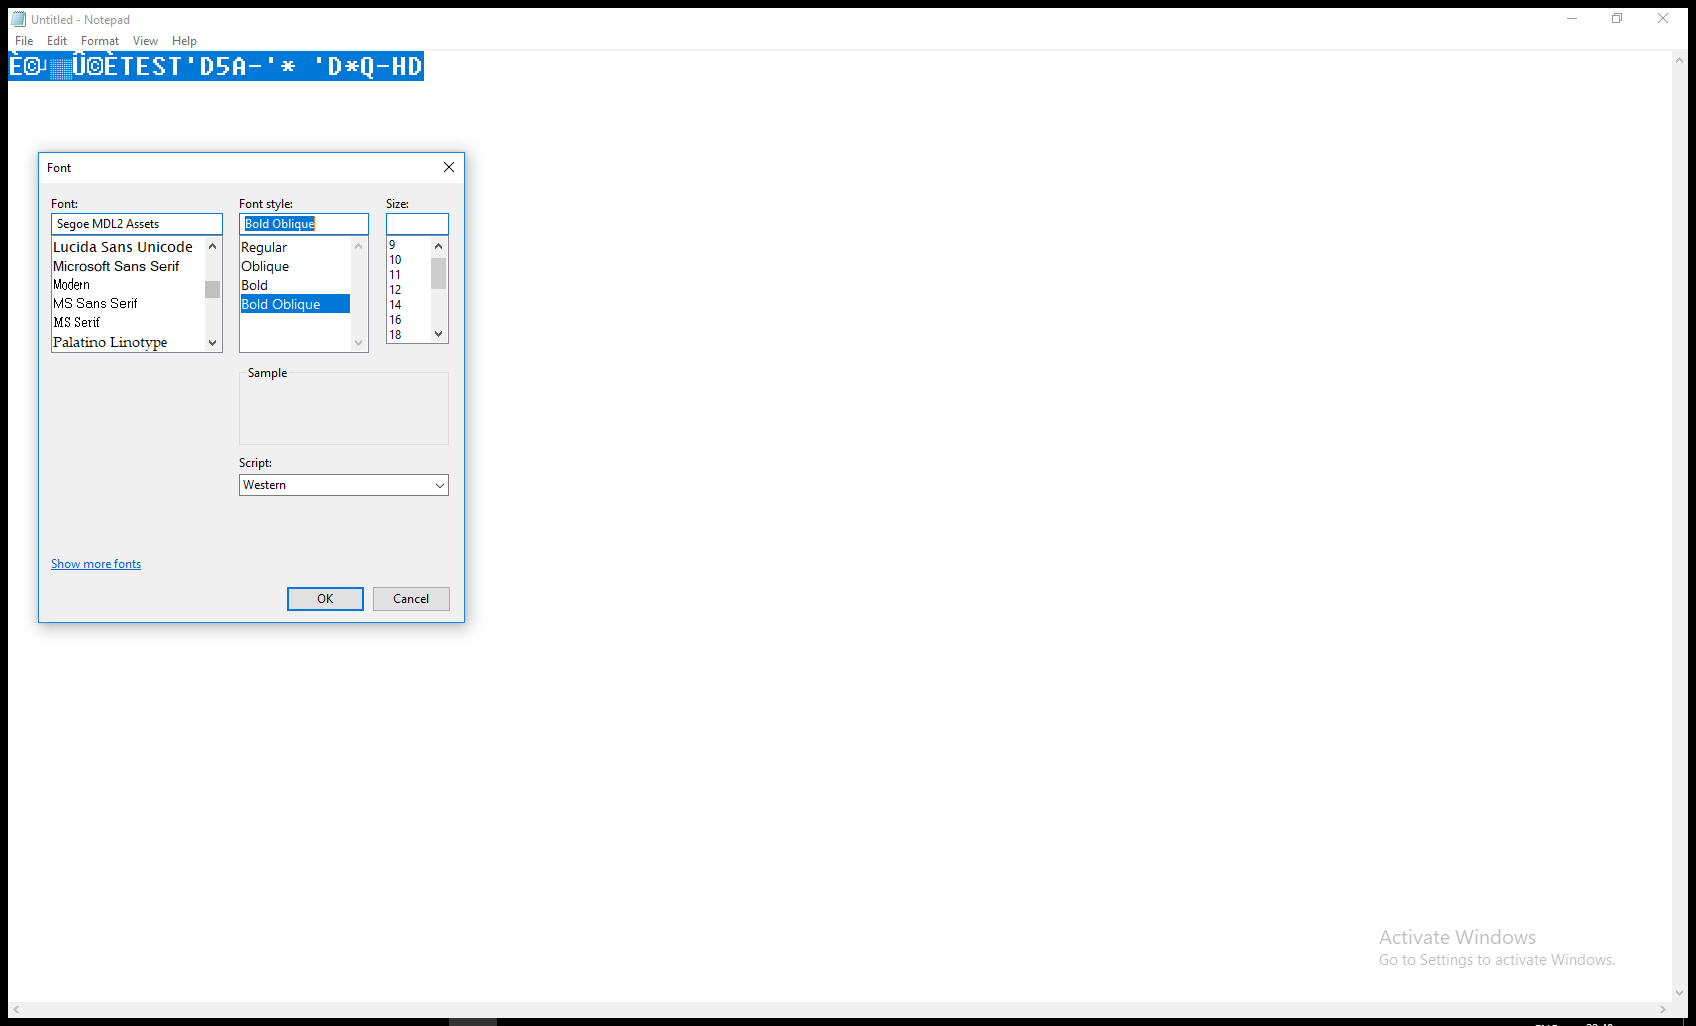 Untitled - Notepad
File Edit Format View Help
TEST'D5A-'* 'D*Q-HD
Font
Font:
Segoe MDL2 Assets
Lucida Sans Unicode
Microsoft Sans Serif
Modern
MS Sans Serif
MS Serif
Palatino Linotype
Font style:
Bold Oblique
Regular
Oblique
Bold
Bold Oblique
Size:
9
10
11
12
14
16
18
Sample
Script:
Western
Show more fonts
OK
Cancel
Activate Windows
Go to Settings to activate Windows.